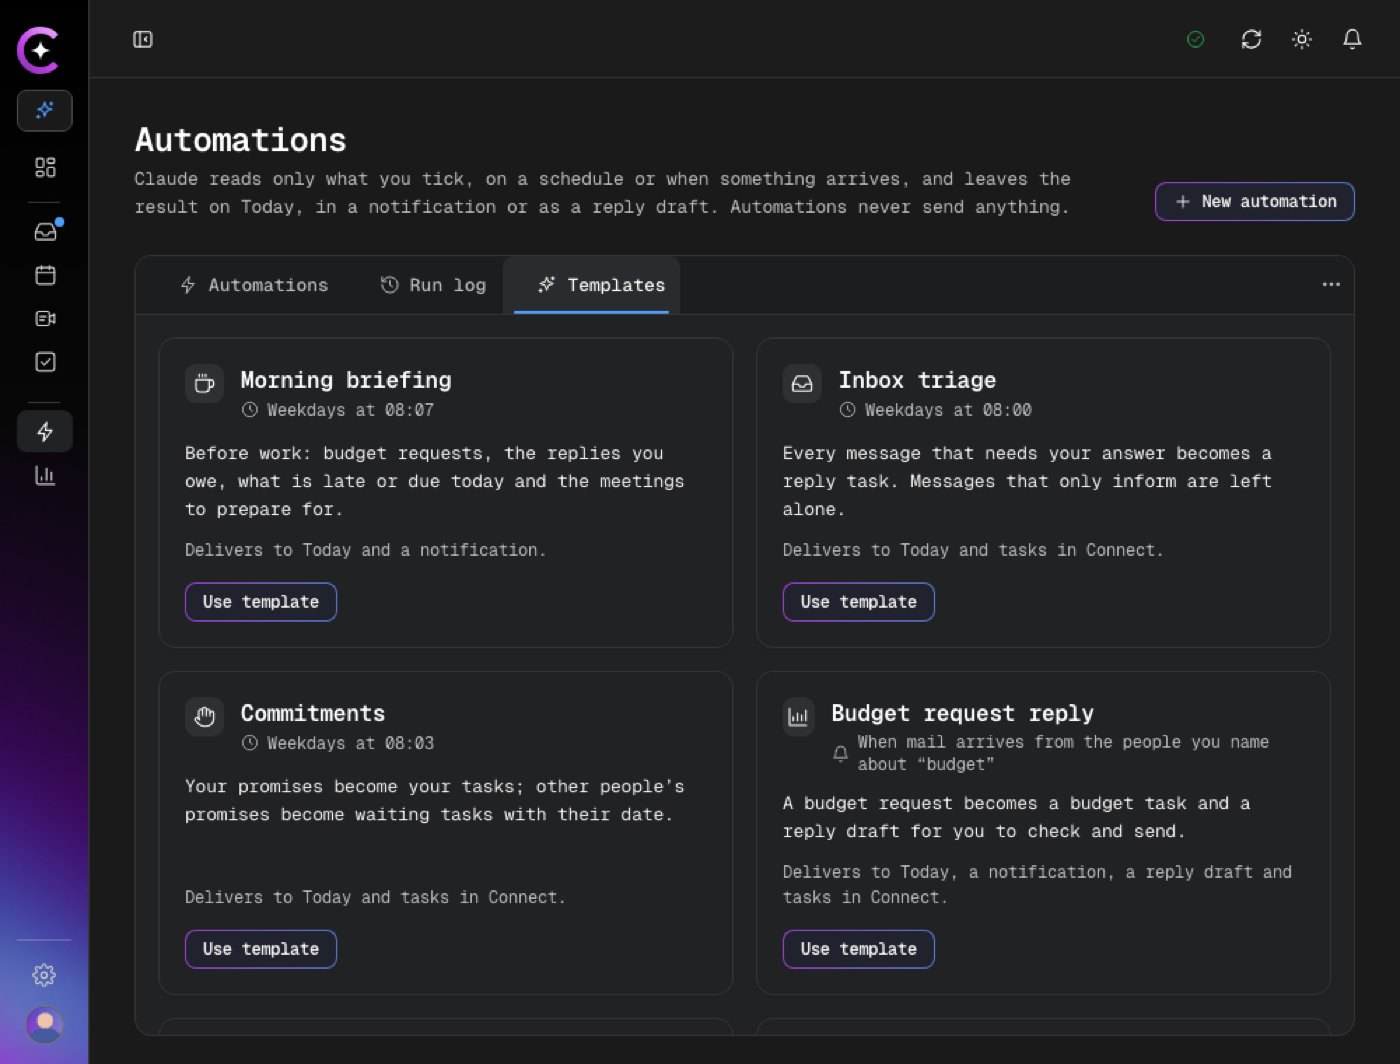 Automations
Claude reads only what you tick, on a schedule or when something arrives, and leaves the
result on Today, in a notification or as a reply draft. Automations never send anything.
New automation
Automations
Run log
Templates
Morning briefing
Weekdays at 08:07
Before work: budget requests, the replies you
owe, what is late or due today and the meetings
to prepare for.
Delivers to Today and a notification.
Use template
Inbox triage
Weekdays at 08:00
Every message that needs your answer becomes a
reply task. Messages that only inform are left
alone.
Delivers to Today and tasks in Connect.
Use template
Commitments
Weekdays at 08:03
Your promises become your tasks; other people’s
promises become waiting tasks with their date.
Delivers to Today and tasks in Connect.
Use template
Budget request reply
When mail arrives from the people you name
about “budget”
A budget request becomes a budget task and a
reply draft for you to check and send.
Delivers to Today, a notification, a reply draft and
tasks in Connect.
Use template